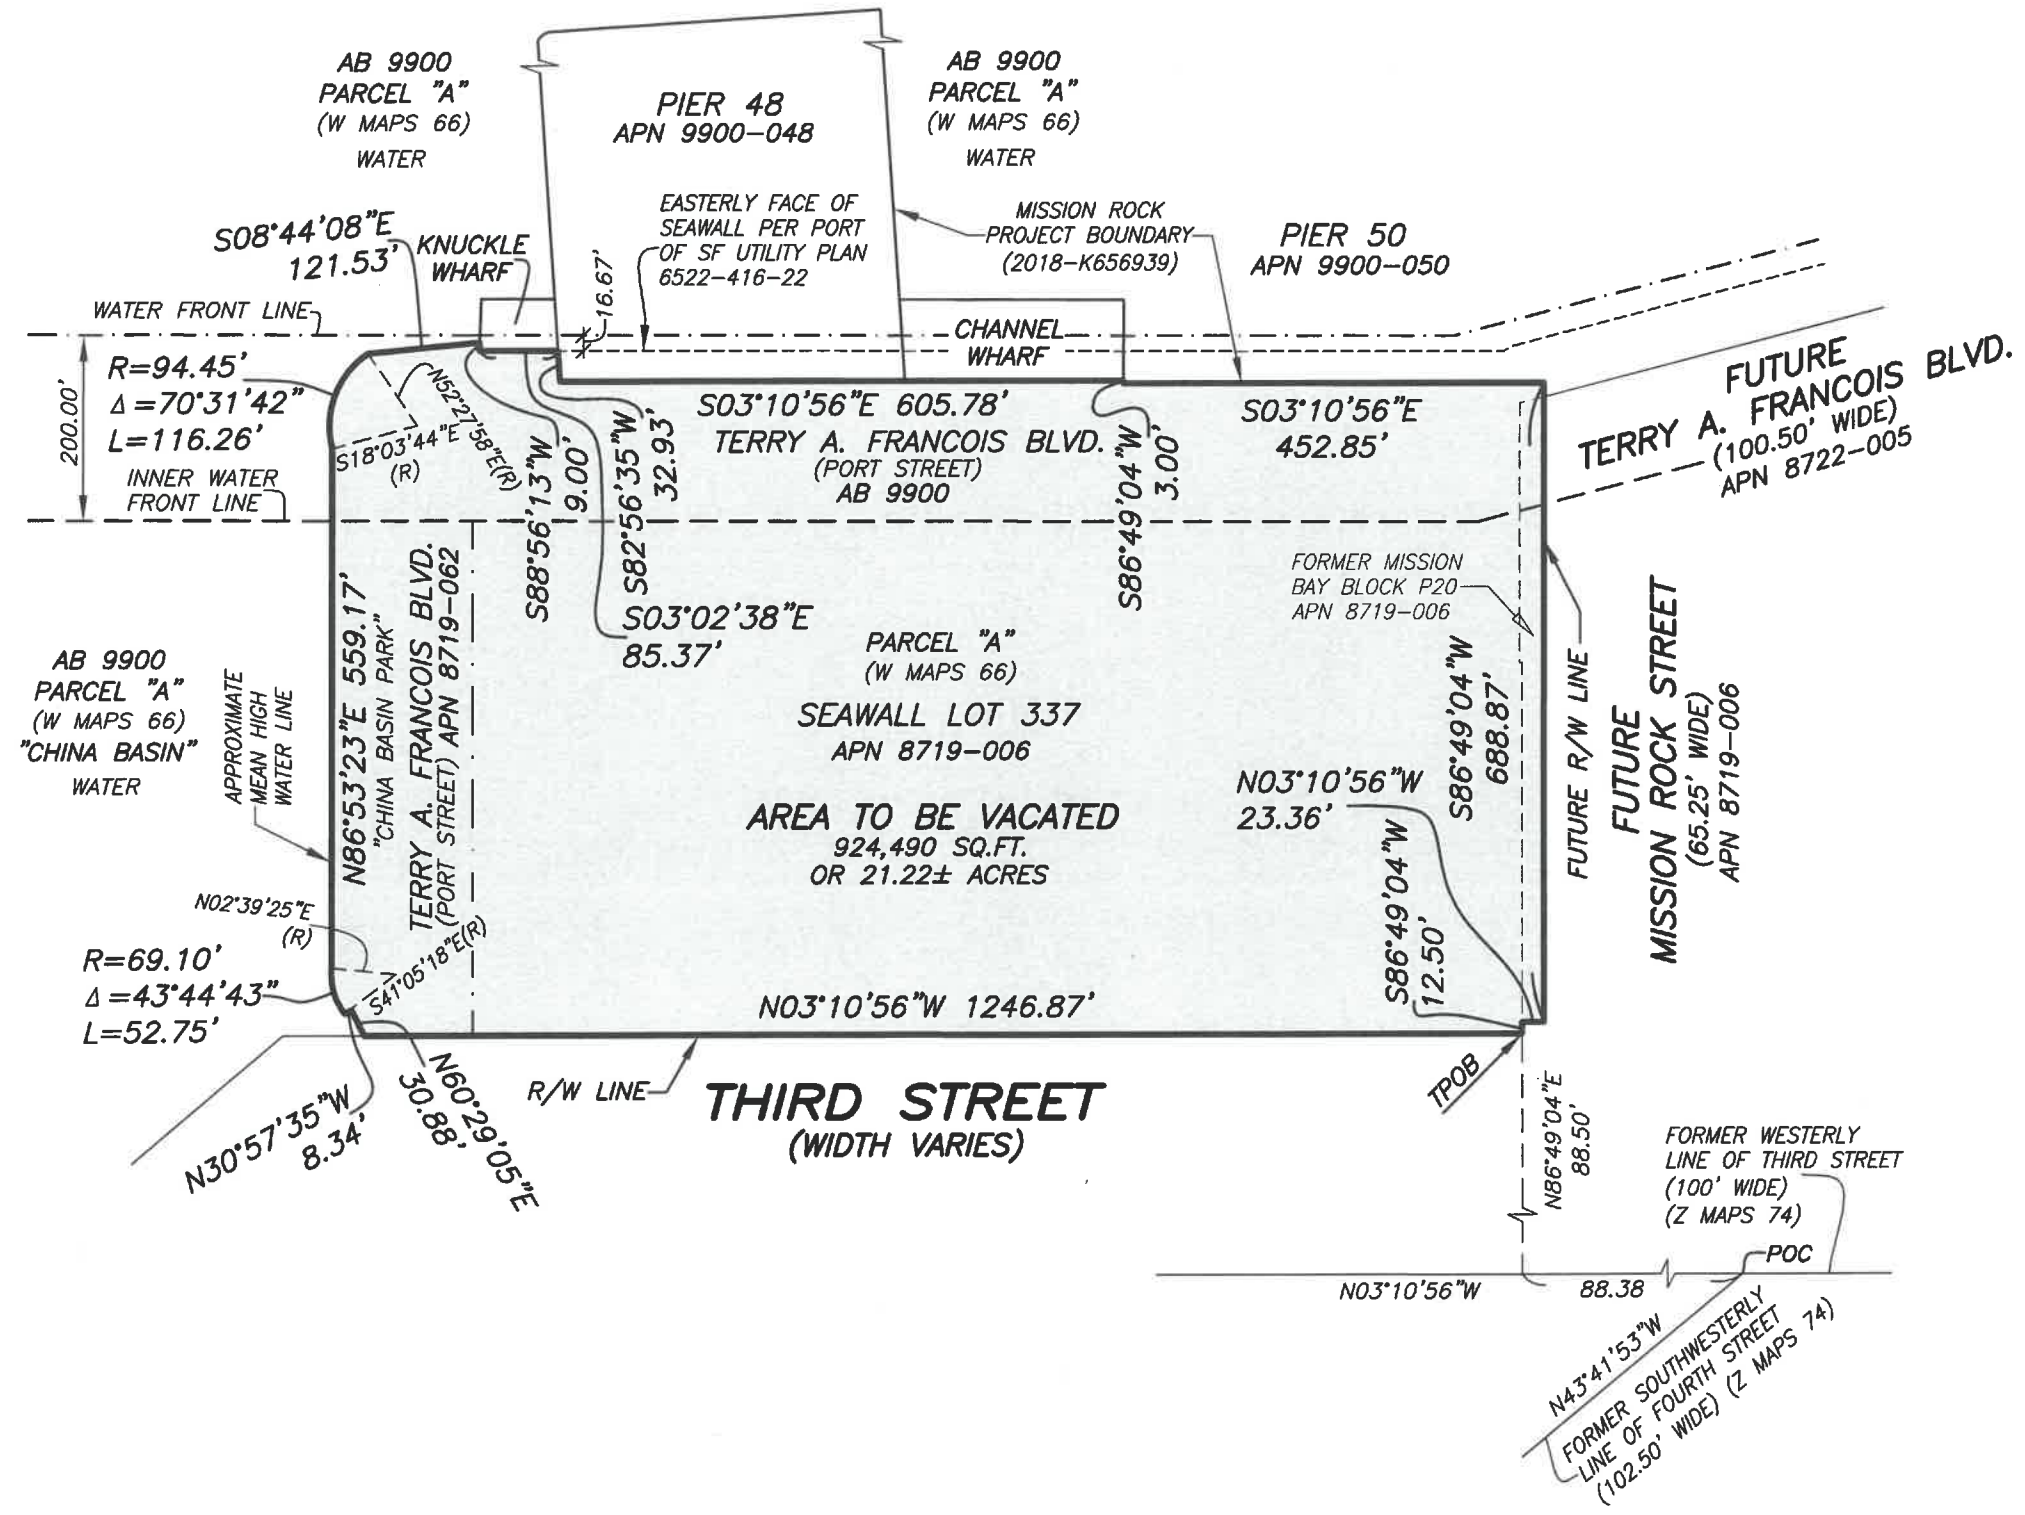 AB 9900
PARCEL "A"
(W MAPS 66)
WATER
PIER 48
APN 9900-048
AB 9900
PARCEL "A"
(W MAPS 66)
WATER
EASTERLY FACE OF
SEAWALL PER PORT
OF SF UTILITY PLAN
6522-416-22
MISSION ROCK
PROJECT BOUNDARY
(2018-K656939)
PIER 50
APN 9900-050
S08°44'08"E
121.53'
KNUCKLE
WHARF
16.67'
WATER FRONT LINE
CHANNEL
WHARF
200.00'
R=94.45'
Δ=70°31'42"
L=116.26'
INNER WATER
FRONT LINE
N52°27'58"E(R)
S18°03'44"E
(R)
S88°56'13"W
9.00'
S82°56'35"W
32.93'
S03°10'56"E 605.78'
TERRY A. FRANCOIS BLVD.
(PORT STREET)
AB 9900
S86°49'04"W
3.00'
S03°10'56"E
452.85'
FUTURE
TERRY A. FRANCOIS BLVD.
(100.50' WIDE)
APN 8722-005
FORMER MISSION
BAY BLOCK P20
APN 8719-006
S03°02'38"E
85.37'
AB 9900
PARCEL "A"
(W MAPS 66)
"CHINA BASIN"
WATER
APPROXIMATE
MEAN HIGH
WATER LINE
N86°53'23"E 559.17'
"CHINA BASIN PARK"
TERRY A. FRANCOIS BLVD.
(PORT STREET) APN 8719-062
PARCEL "A"
(W MAPS 66)
SEAWALL LOT 337
APN 8719-006
AREA TO BE VACATED
924,490 SQ.FT.
OR 21.22± ACRES
S86°49'04"W
688.87'
N03°10'56"W
23.36'
S86°49'04"W
12.50'
FUTURE R/W LINE
FUTURE
MISSION ROCK STREET
(65.25' WIDE)
APN 8719-006
N02°39'25"E
(R)
S41°05'18"E(R)
R=69.10'
Δ=43°44'43"
L=52.75'
N03°10'56"W 1246.87'
N30°57'35"W
8.34'
N60°29'05"E
30.88'
R/W LINE
THIRD STREET
(WIDTH VARIES)
TPOB
N86°49'04"E
88.50'
FORMER WESTERLY
LINE OF THIRD STREET
(100' WIDE)
(Z MAPS 74)
POC
N03°10'56"W
88.38
N43°41'53"W
FORMER SOUTHWESTERLY
LINE OF FOURTH STREET
(102.50' WIDE) (Z MAPS 74)